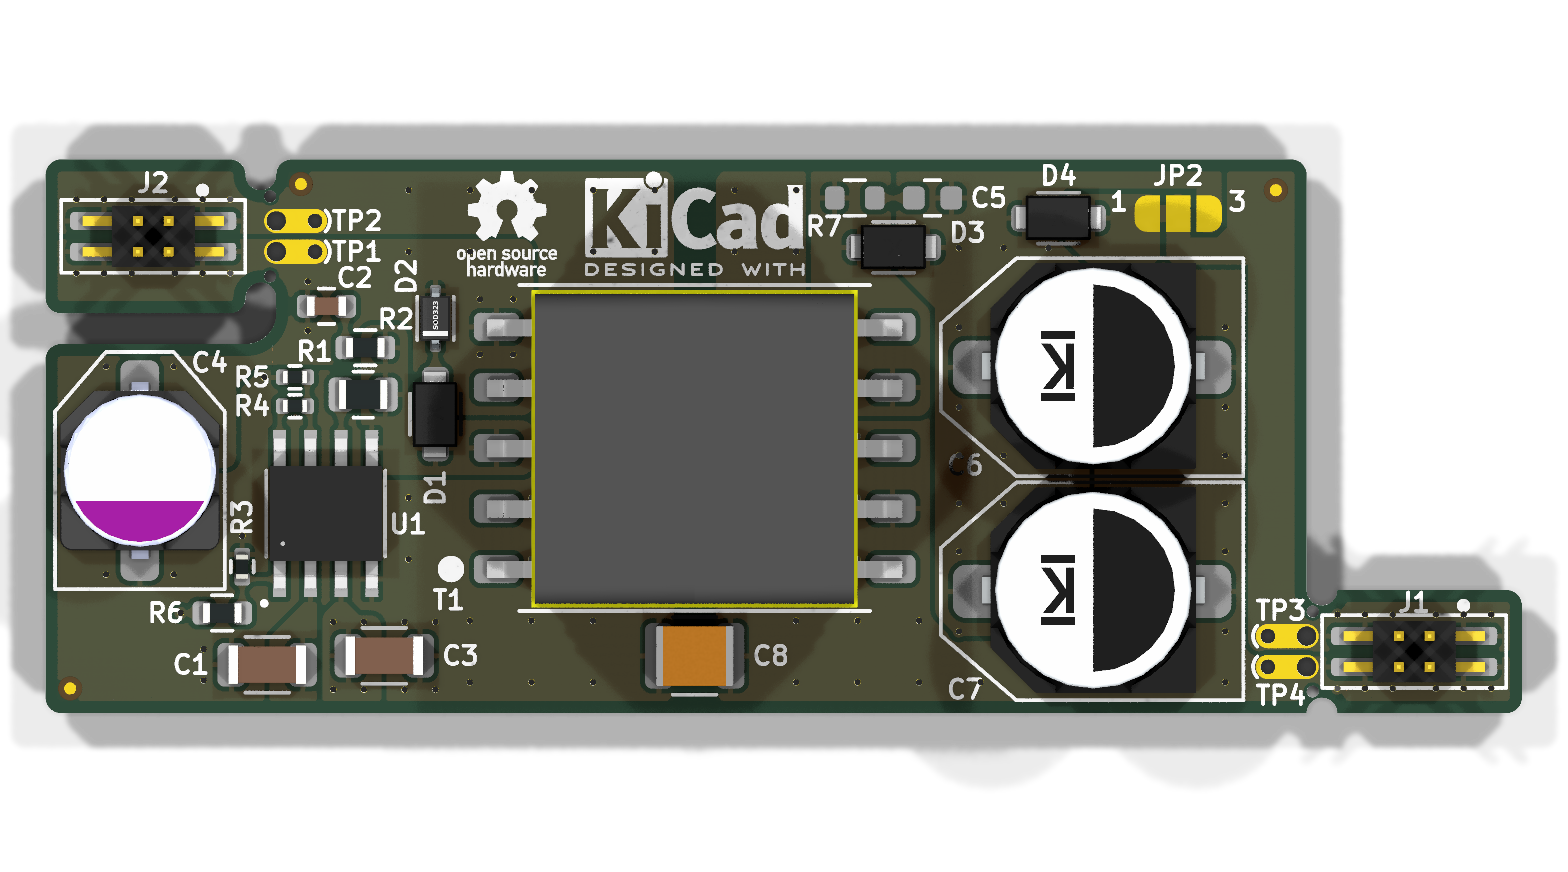 J2
TP2
TP1
C2
D2
R2
R1
C4
R5
R4
D1
R3
U1
T1
R6
C1
C3
SOD323
open source
hardware
KiCad
DESIGNED WITH
R7
C5
D3
D4
1
JP2
3
C6
C7
C8
TP3
TP4
J1